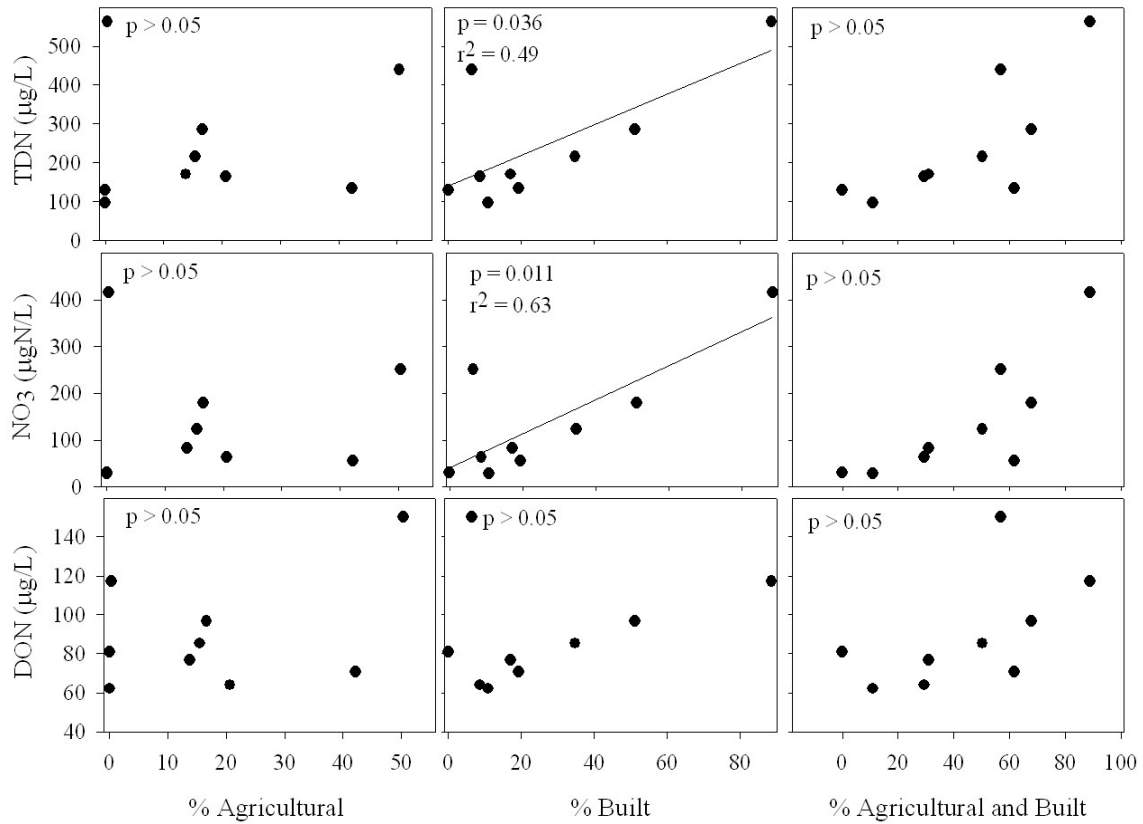 TDN (µg/L)
500
400
300
200
100
0
p > 0.05
p = 0.036
r2 = 0.49
p > 0.05
NO3 (µgN/L)
400
300
200
100
0
p > 0.05
p = 0.011
r2 = 0.63
p > 0.05
DON (µg/L)
140
120
100
80
60
40
p > 0.05
p > 0.05
p > 0.05
0 10 20 30 40 50
0 20 40 60 80
0 20 40 60 80 100
% Agricultural
% Built
% Agricultural and Built